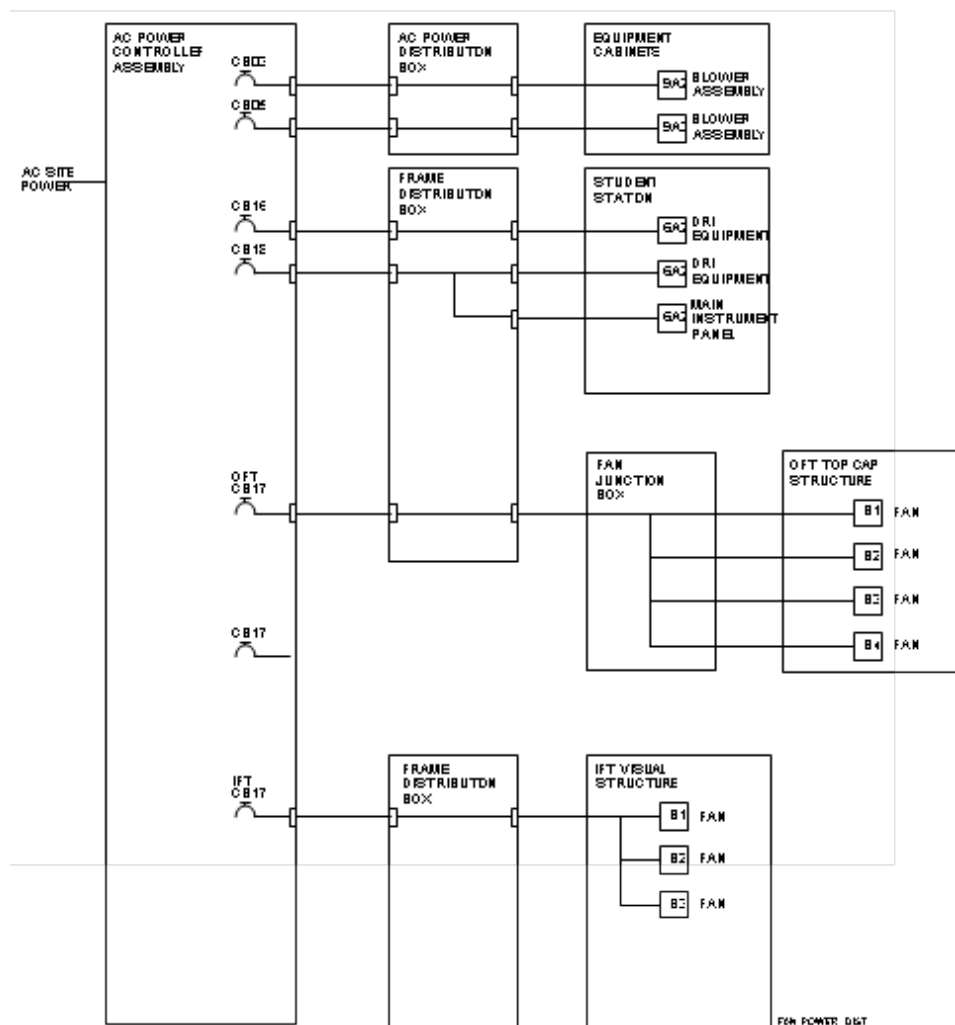 AC POWER
CONTROLLER
ASSEMBLY
AC POWER
DISTRIBUTON
BOX
EQUIPMENT
CABINETS
BLOWER
ASSEMBLY
BLOWER
ASSEMBLY
AC SITE
POWER
FRAME
DISTRIBUTON
BOX
STUDENT
STATON
CB16
DRI
EQUIPMENT
DRI
EQUIPMENT
MAIN
INSTRUMENT
PANEL
OFT
CB17
FAN
JUNCTION
BOX
OFT TOP CAP
STRUCTURE
B1 FAN
B2 FAN
B3 FAN
B4 FAN
CB17
IFT
CB17
FRAME
DISTRIBUTON
BOX
IFT VISUAL
STRUCTURE
B1 FAN
B2 FAN
B3 FAN
FAN POWER DIST